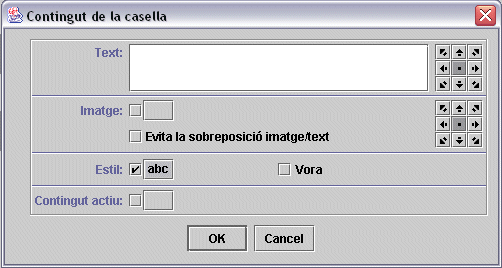 Contingut de la casella
Text:
Imatge:
Evita la sobreposició imatge/text
Estil: abc Vora
Contingut actiu:
OK Cancel